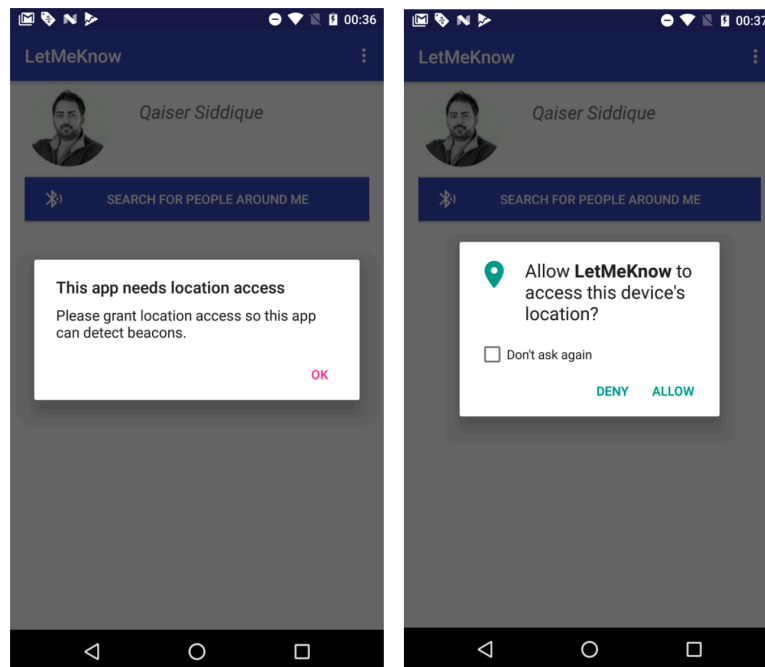 00:36
LetMeKnow
Qaiser Siddique
SEARCH FOR PEOPLE AROUND ME
This app needs location access
Please grant location access so this app
can detect beacons.
OK
00:37
LetMeKnow
Qaiser Siddique
SEARCH FOR PEOPLE AROUND ME
Allow LetMeKnow to
access this device's
location?
Don't ask again
DENY ALLOW